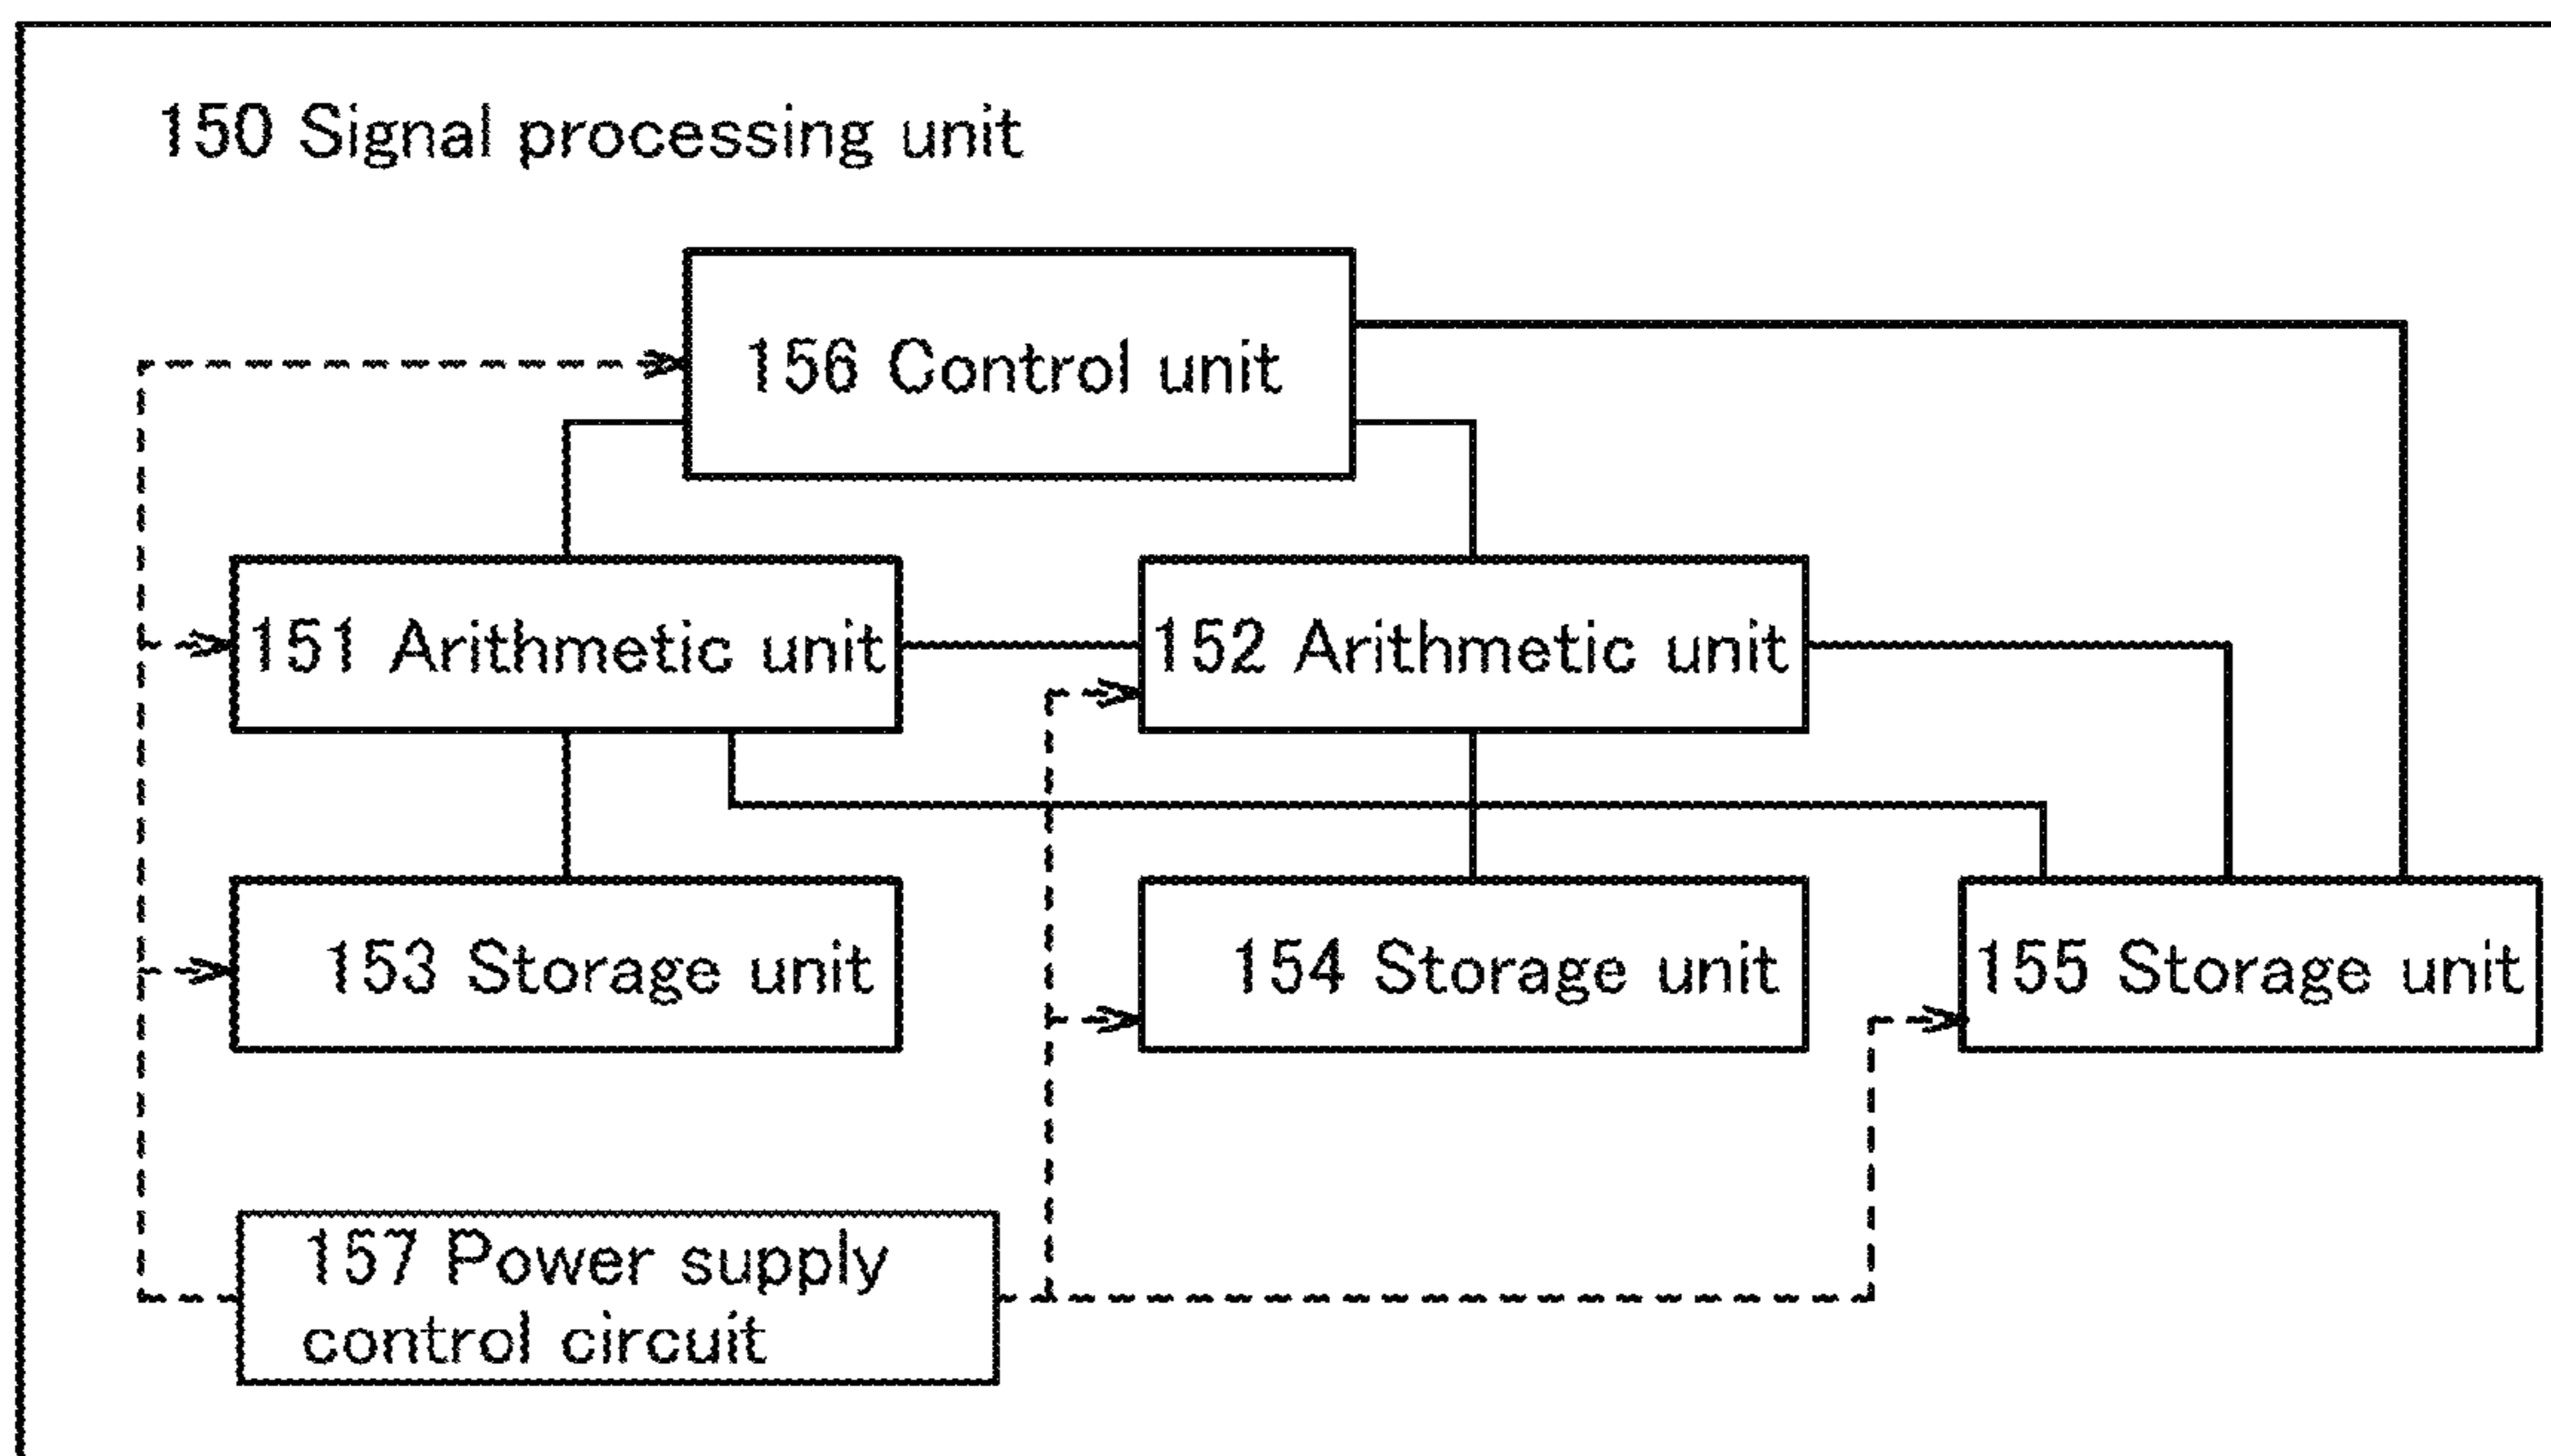 150 Signal processing unit
156 Control unit
151 Arithmetic unit
152 Arithmetic unit
153 Storage unit
154 Storage unit
155 Storage unit
157 Power supply
control circuit